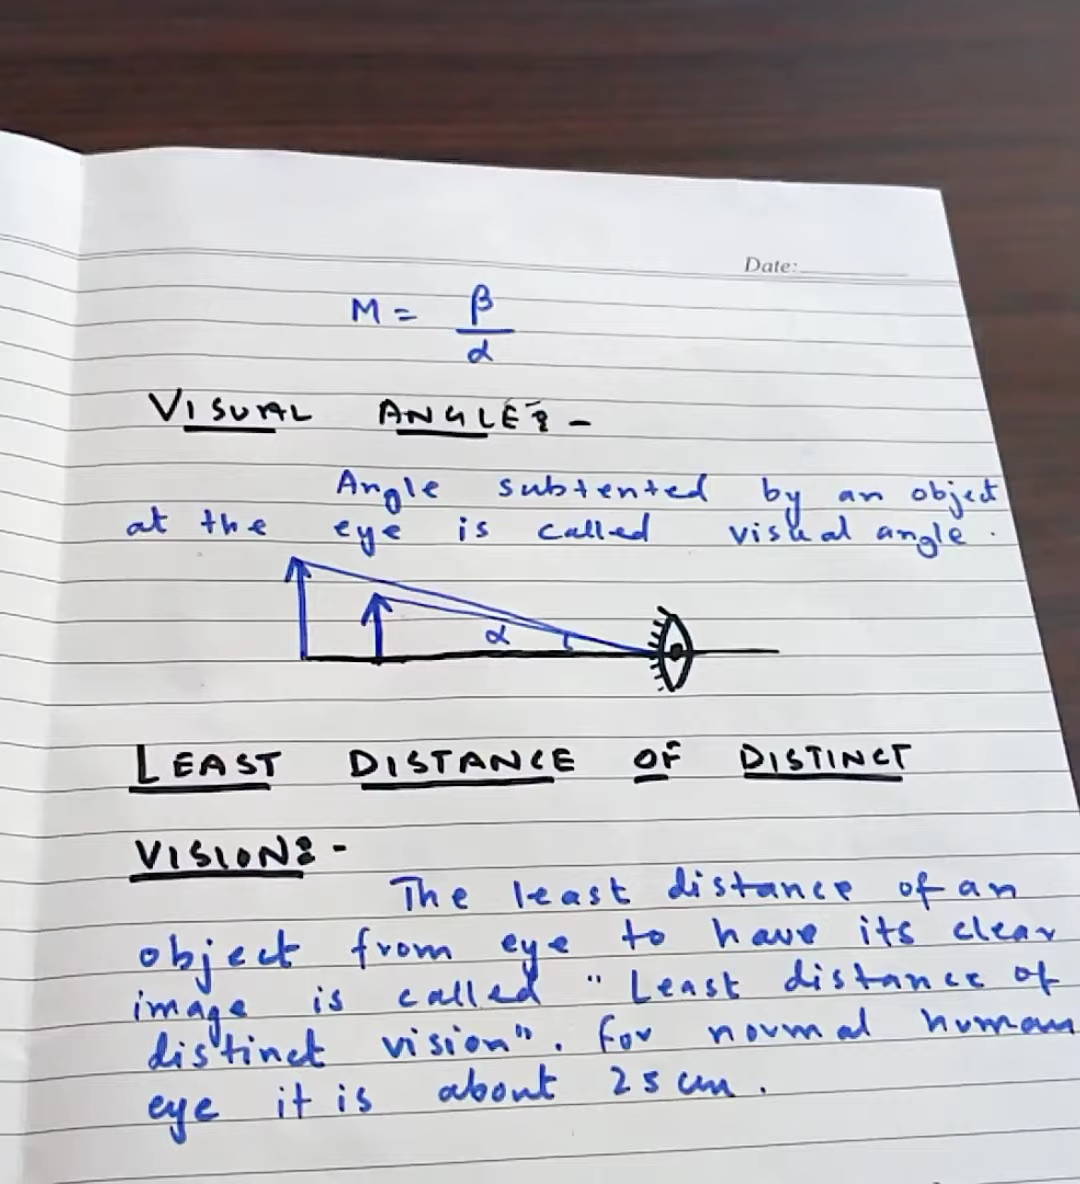 Date:
M = β
α
VISUAL ANGLE:-
Angle subtented by an object
at the eye is called visual angle.
α
LEAST DISTANCE OF DISTINCT
VISION:-
The least distance of an
object from eye to have its clear
image is called "Least distance of
distinct vision". For normal human
eye it is about 25 cm.